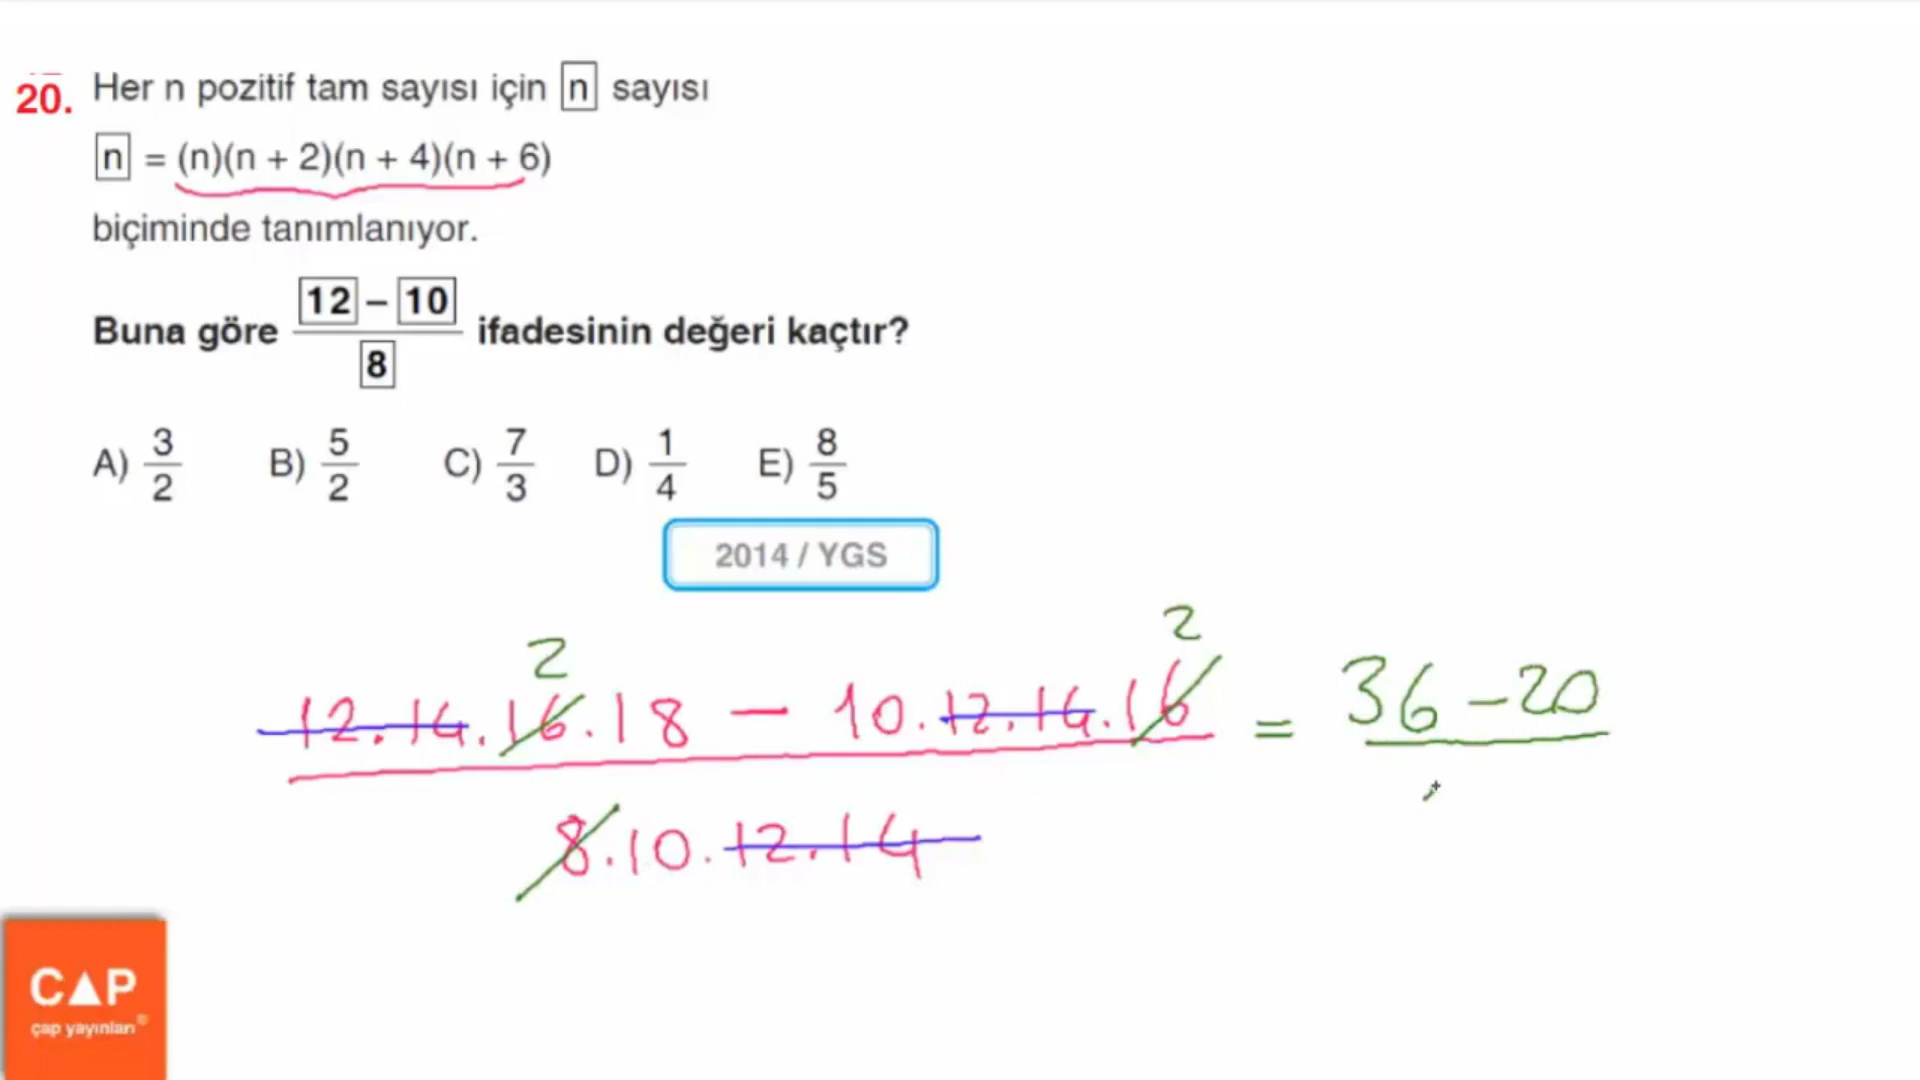 20. Her n pozitif tam sayısı için n sayısı
n = (n)(n + 2)(n + 4)(n + 6)
biçiminde tanımlanıyor.
12 – 10
Buna göre ifadesinin değeri kaçtır?
8
A) 3/2 B) 5/2 C) 7/3 D) 1/4 E) 8/5
2014 / YGS
2 2
12.14.16.18 – 10.12.14.16 = 36-20
8.10.12.14
CAP
çap yayınları®